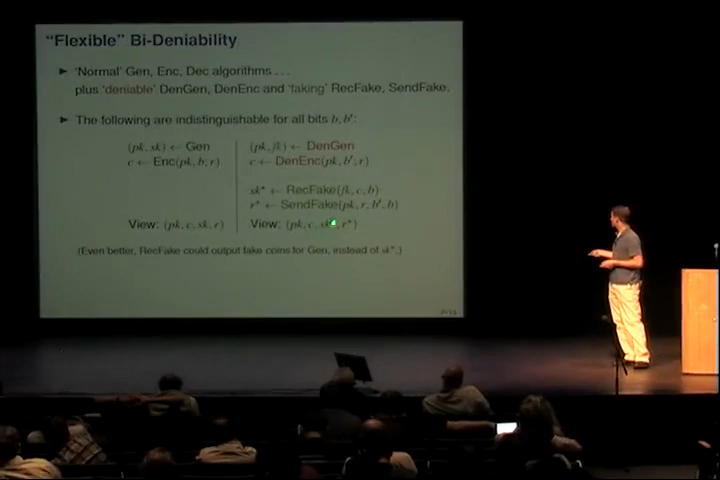 “Flexible” Bi-Deniability
► ‘Normal’ Gen, Enc, Dec algorithms . . .
plus ‘deniable’ DenGen, DenEnc and ‘faking’ RecFake, SendFake.
► The following are indistinguishable for all bits b, b′:
(pk, sk) ← Gen
c ← Enc(pk, b; r)
View: (pk, c, sk, r)
(pk, fk) ← DenGen
c ← DenEnc(pk, b′; r)
sk* ← RecFake(fk, c, b)
r* ← SendFake(pk, r, b′, b)
View: (pk, c, sk*, r*)
(Even better, RecFake could output fake coins for Gen, instead of sk*.)